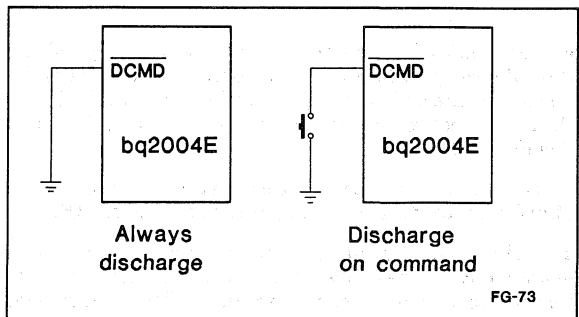 DCMD
bq2004E
Always
discharge
DCMD
bq2004E
Discharge
on command
FG-73